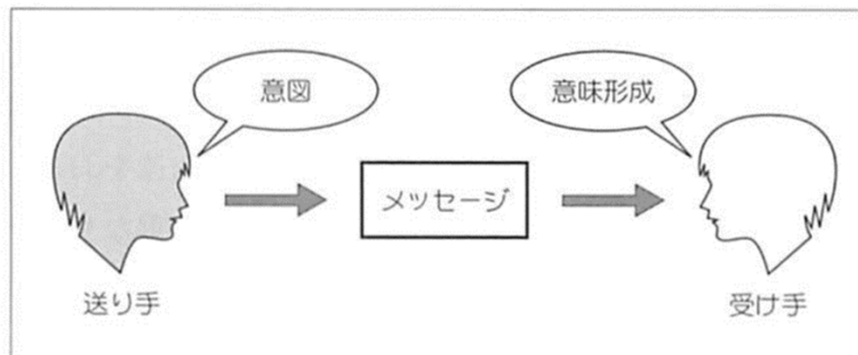 意図
意味形成
メッセージ
送り手
受け手